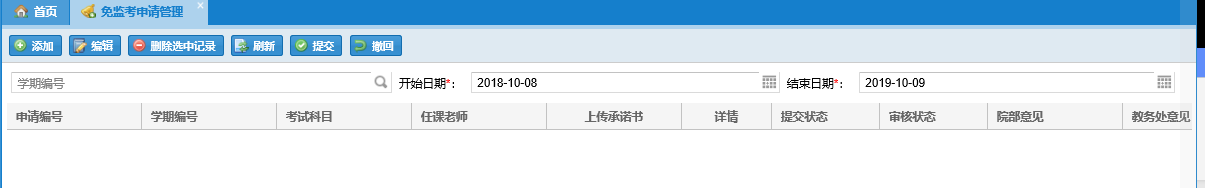 首页 免监考申请管理
添加 编辑 删除选中记录 刷新 提交 撤回
学期编号 开始日期*： 2018-10-08 结束日期*： 2019-10-09
申请编号 学期编号 考试科目 任课老师 上传承诺书 详情 提交状态 审核状态 院部意见 教务处意见